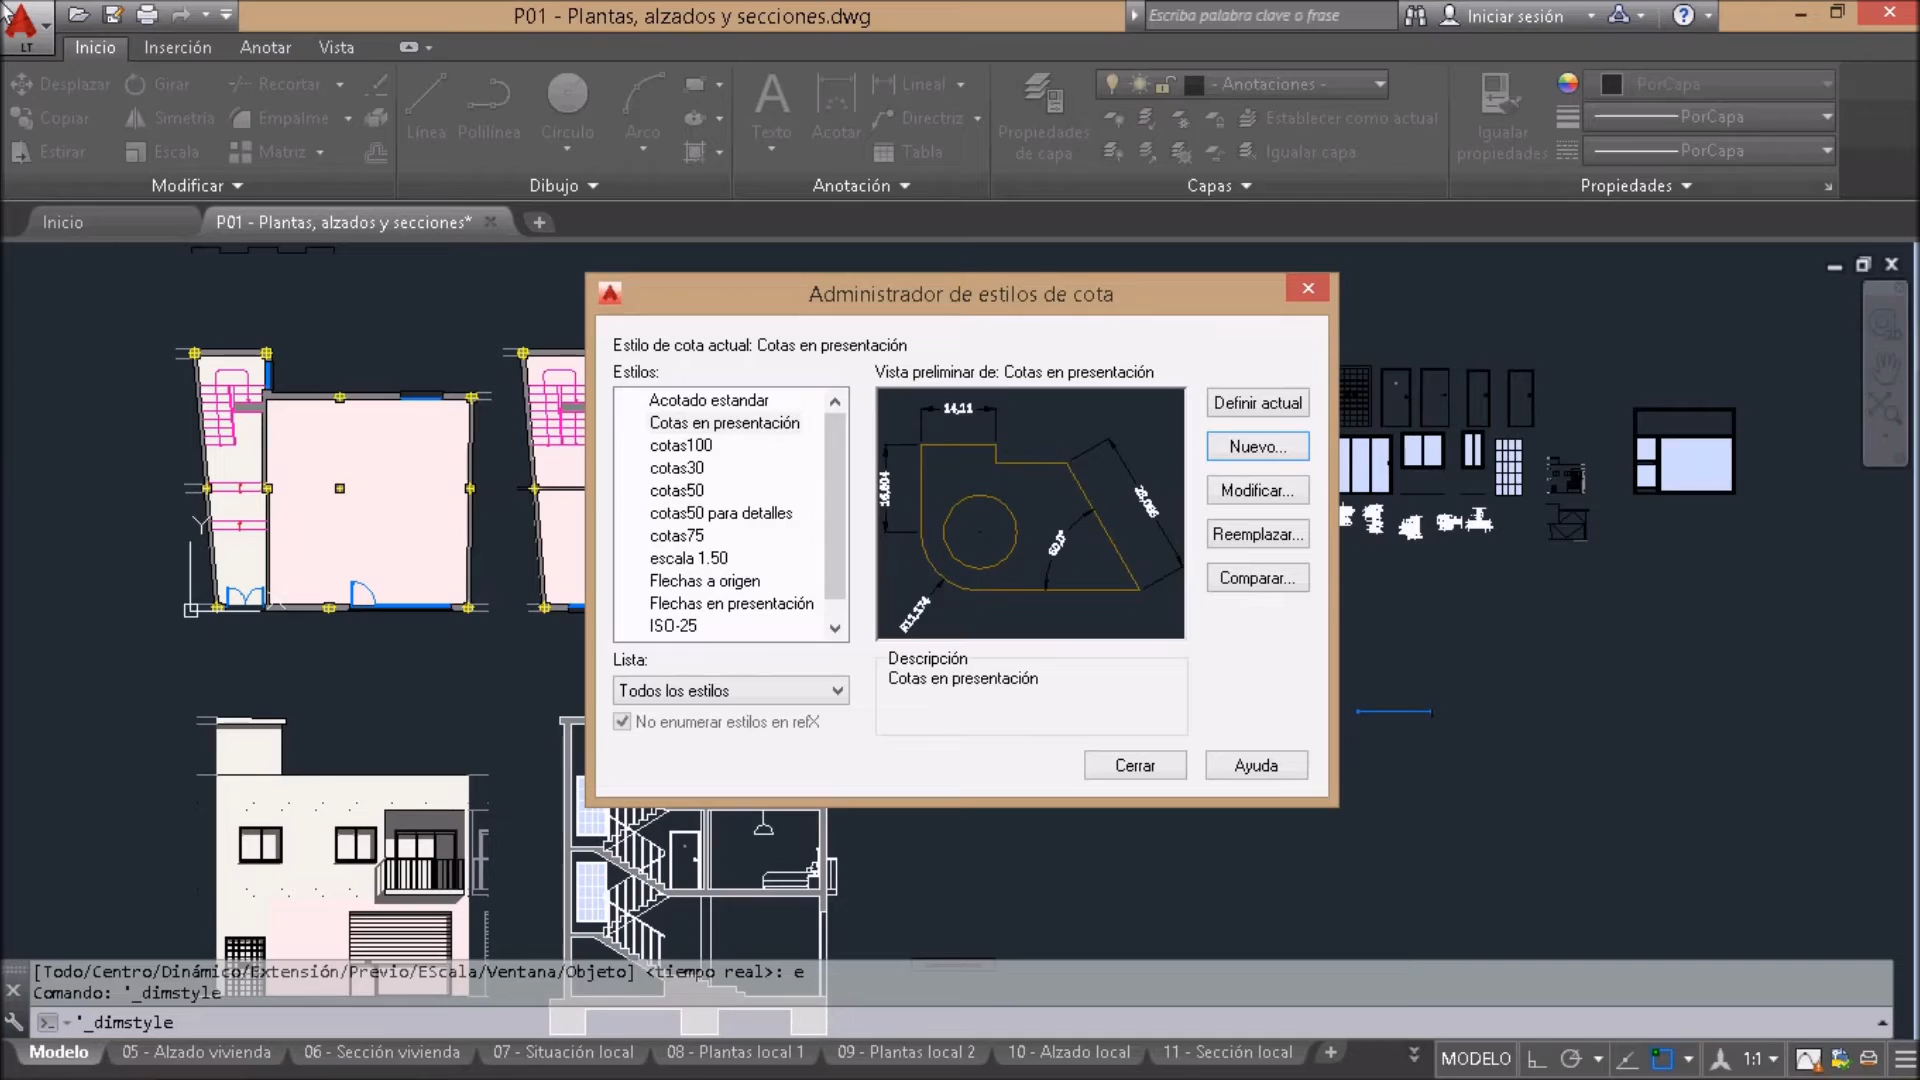 LT
P01 - Plantas, alzados y secciones.dwg
Escriba palabra clave o frase
Iniciar sesión
Inicio
Inserción
Anotar
Vista
Desplazar
Girar
Recortar
Copiar
Simetría
Empalme
Estirar
Escala
Matriz
Modificar
Línea
Polilínea
Círculo
Arco
Dibujo
Texto
Acotar
Lineal
Directriz
Tabla
Anotación
Propiedades de capa
- Anotaciones -
Establecer como actual
Igualar capa
Capas
Igualar propiedades
PorCapa
PorCapa
PorCapa
Propiedades
Inicio
P01 - Plantas, alzados y secciones*
Administrador de estilos de cota
Estilo de cota actual: Cotas en presentación
Estilos:
Acotado estandar
Cotas en presentación
cotas100
cotas30
cotas50
cotas50 para detalles
cotas75
escala 1.50
Flechas a origen
Flechas en presentación
ISO-25
Vista preliminar de: Cotas en presentación
14,11
16,604
60,0°
R11,174
Definir actual
Nuevo...
Modificar...
Reemplazar...
Comparar...
Lista:
Todos los estilos
No enumerar estilos en refX
Descripción
Cotas en presentación
Cerrar
Ayuda
Y
[Todo/Centro/Dinámico/Extensión/Previo/EScala/Ventana/Objeto] <tiempo real>: e
Comando: '_dimstyle
'_dimstyle
Modelo
05 - Alzado vivienda
06 - Sección vivienda
07 - Situación local
08 - Plantas local 1
09 - Plantas local 2
10 - Alzado local
11 - Sección local
MODELO
1:1